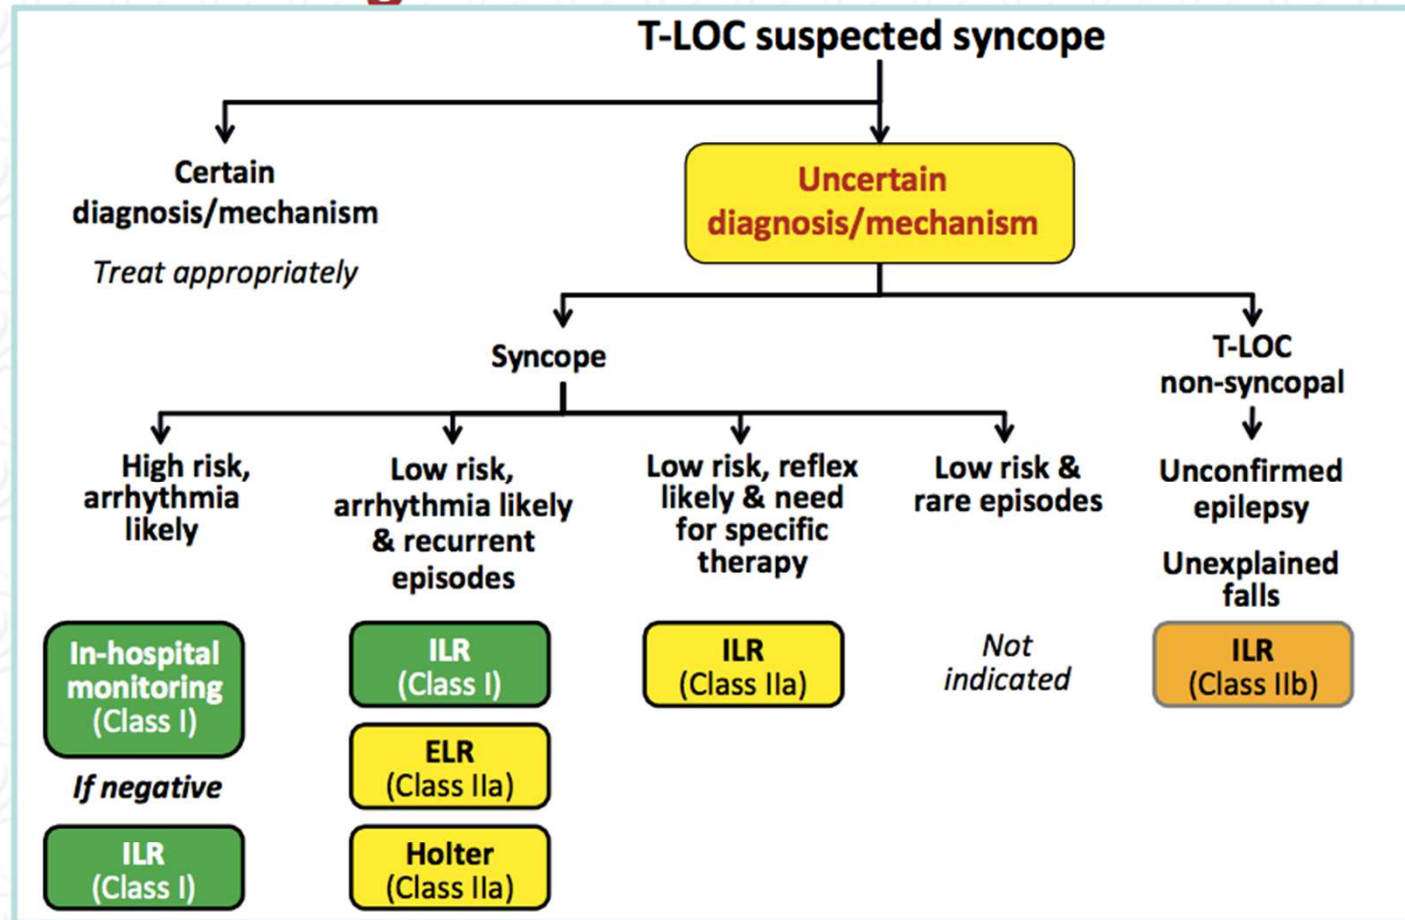 T-LOC suspected syncope
Certain
diagnosis/mechanism
Treat appropriately
Uncertain
diagnosis/mechanism
Syncope
T-LOC
non-syncopal
High risk,
arrhythmia
likely
Low risk,
arrhythmia likely
& recurrent
episodes
Low risk, reflex
likely & need
for specific
therapy
Low risk &
rare episodes
Unconfirmed
epilepsy
Unexplained
falls
In-hospital
monitoring
(Class I)
If negative
ILR
(Class I)
ILR
(Class I)
ELR
(Class IIa)
Holter
(Class IIa)
ILR
(Class IIa)
Not
indicated
ILR
(Class IIb)